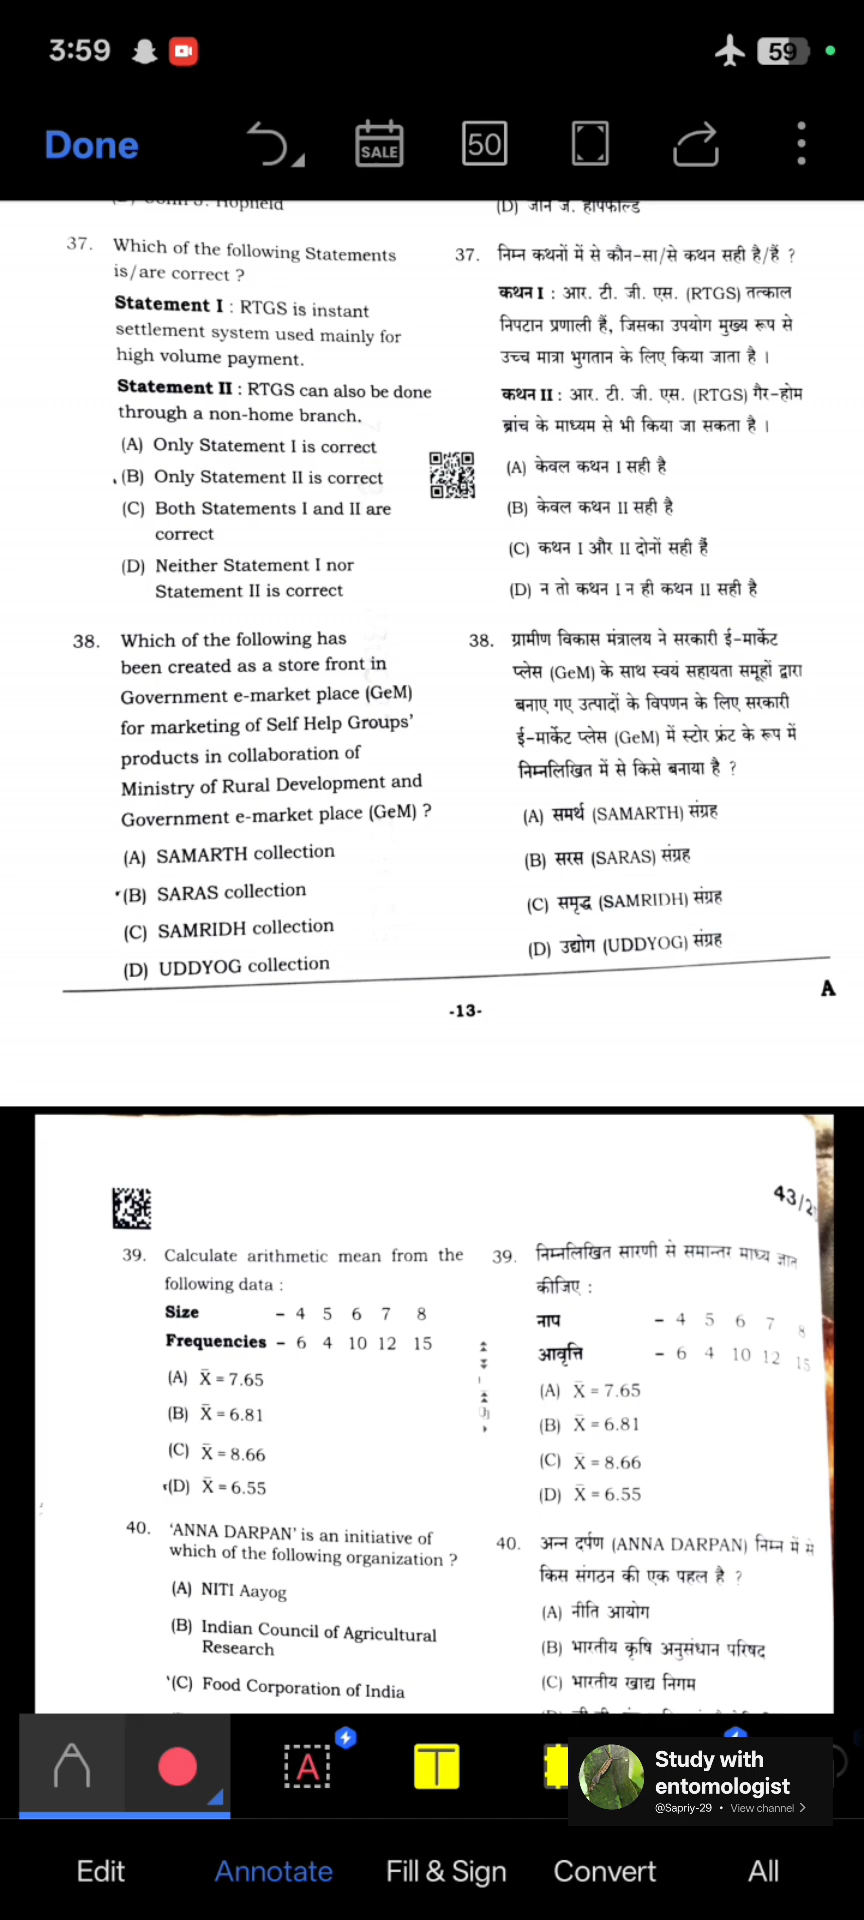 3:59
59
Done
SALE
50
(D) जॉन जे. हॉपफील्ड
37. Which of the following Statements
is/are correct ?
Statement I : RTGS is instant
settlement system used mainly for
high volume payment.
Statement II : RTGS can also be done
through a non-home branch.
(A) Only Statement I is correct
(B) Only Statement II is correct
(C) Both Statements I and II are
correct
(D) Neither Statement I nor
Statement II is correct
38. Which of the following has
been created as a store front in
Government e-market place (GeM)
for marketing of Self Help Groups'
products in collaboration of
Ministry of Rural Development and
Government e-market place (GeM) ?
(A) SAMARTH collection
(B) SARAS collection
(C) SAMRIDH collection
(D) UDDYOG collection
37. निम्न कथनों में से कौन-सा/से कथन सही है/हैं ?
कथन I : आर. टी. जी. एस. (RTGS) तत्काल
निपटान प्रणाली हैं, जिसका उपयोग मुख्य रूप से
उच्च मात्रा भुगतान के लिए किया जाता है ।
कथन II : आर. टी. जी. एस. (RTGS) गैर-होम
ब्रांच के माध्यम से भी किया जा सकता है ।
(A) केवल कथन I सही है
(B) केवल कथन II सही है
(C) कथन I और II दोनों सही हैं
(D) न तो कथन I न ही कथन II सही है
38. ग्रामीण विकास मंत्रालय ने सरकारी ई-मार्केट
प्लेस (GeM) के साथ स्वयं सहायता समूहों द्वारा
बनाए गए उत्पादों के विपणन के लिए सरकारी
ई-मार्केट प्लेस (GeM) में स्टोर फ्रंट के रूप में
निम्नलिखित में से किसे बनाया है ?
(A) समर्थ (SAMARTH) संग्रह
(B) सरस (SARAS) संग्रह
(C) समृद्ध (SAMRIDH) संग्रह
(D) उद्योग (UDDYOG) संग्रह
A
-13-
43/2
39. Calculate arithmetic mean from the
following data :
Size - 4 5 6 7 8
Frequencies - 6 4 10 12 15
(A) X̄ = 7.65
(B) X̄ = 6.81
(C) X̄ = 8.66
(D) X̄ = 6.55
40. 'ANNA DARPAN' is an initiative of
which of the following organization ?
(A) NITI Aayog
(B) Indian Council of Agricultural
Research
(C) Food Corporation of India
39. निम्नलिखित सारणी से समान्तर माध्य ज्ञात
कीजिए :
नाप - 4 5 6 7 8
आवृत्ति - 6 4 10 12 15
(A) X̄ = 7.65
(B) X̄ = 6.81
(C) X̄ = 8.66
(D) X̄ = 6.55
40. अन्न दर्पण (ANNA DARPAN) निम्न में से
किस संगठन की एक पहल है ?
(A) नीति आयोग
(B) भारतीय कृषि अनुसंधान परिषद
(C) भारतीय खाद्य निगम
A
T
Study with
entomologist
@Sapriy-29 • View channel >
Edit
Annotate
Fill & Sign
Convert
All